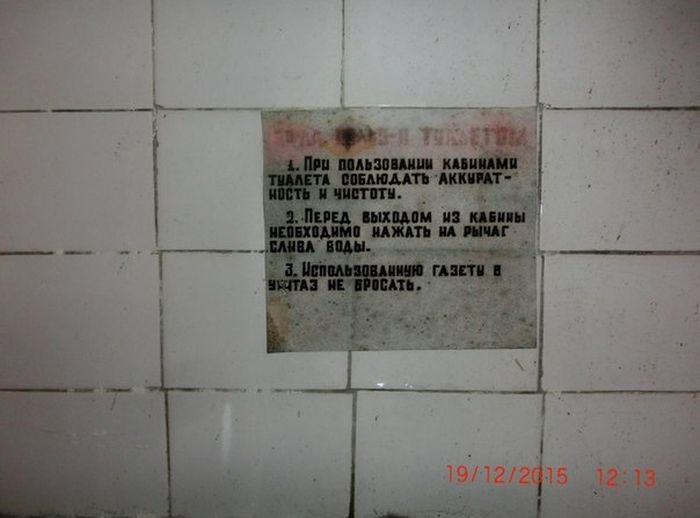 1. При пользовании кабинами
туалета соблюдать аккурат-
ность и чистоту.
2. Перед выходом из кабины
необходимо нажать на рычаг
слива воды.
3. Использованную газету в
унитаз не бросать.
19/12/2015 12:13